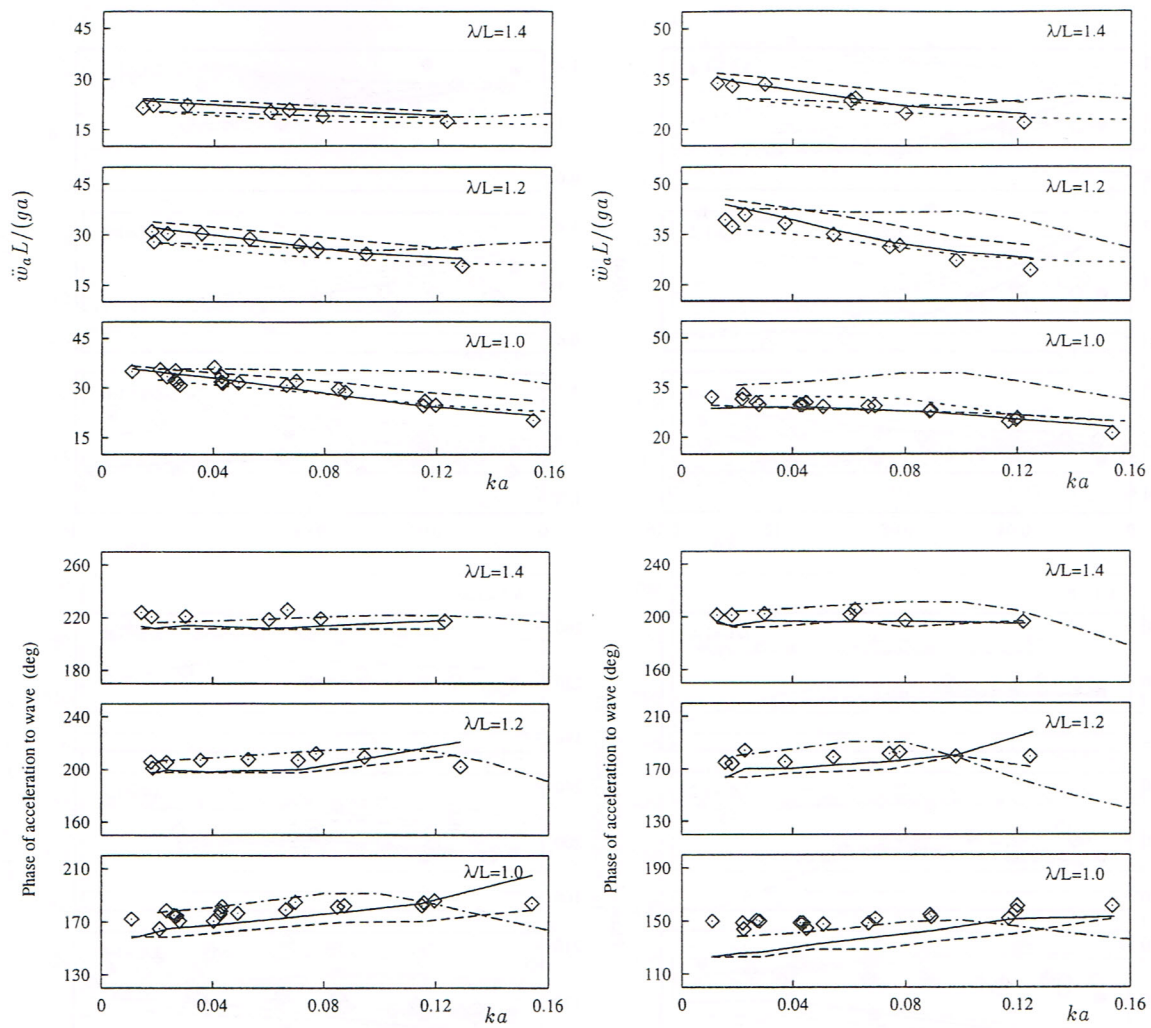 45
λ/L=1.4
30
15
45
λ/L=1.2
30
15
45
λ/L=1.0
30
15
0
0.04
0.08
0.12
0.16
ka
ẅₐL/(ga)
50
λ/L=1.4
35
20
50
λ/L=1.2
35
20
50
λ/L=1.0
35
20
0
0.04
0.08
0.12
0.16
ka
ẅₐL/(ga)
260
λ/L=1.4
220
180
240
λ/L=1.2
200
160
210
λ/L=1.0
170
130
0
0.04
0.08
0.12
0.16
ka
Phase of acceleration to wave (deg)
240
λ/L=1.4
200
160
210
λ/L=1.2
170
130
190
λ/L=1.0
150
110
0
0.04
0.08
0.12
0.16
ka
Phase of acceleration to wave (deg)